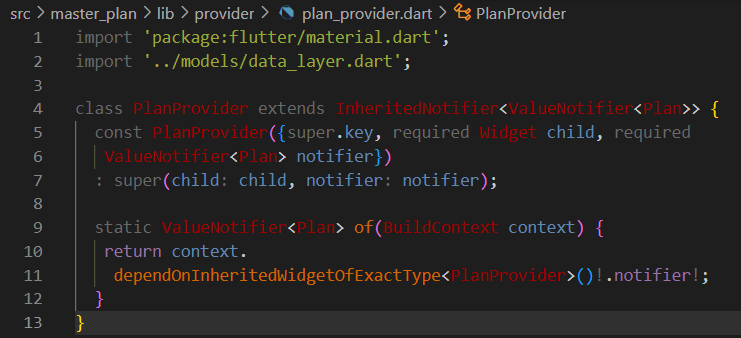 src > master_plan > lib > provider > plan_provider.dart > PlanProvider
1 import 'package:flutter/material.dart';
2 import '../models/data_layer.dart';
3
4 class PlanProvider extends InheritedNotifier<ValueNotifier<Plan>> {
5 const PlanProvider({super.key, required Widget child, required
6 ValueNotifier<Plan> notifier})
7 : super(child: child, notifier: notifier);
8
9 static ValueNotifier<Plan> of(BuildContext context) {
10 return context.
11 dependOnInheritedWidgetOfExactType<PlanProvider>()!.notifier!;
12 }
13 }